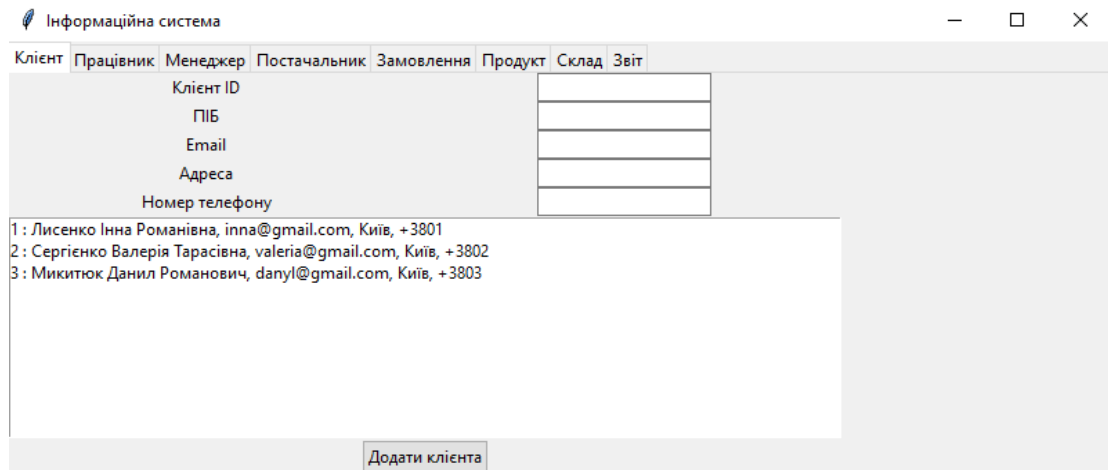 Інформаційна система
Клієнт Працівник Менеджер Постачальник Замовлення Продукт Склад Звіт
Клієнт ID
ПІБ
Email
Адреса
Номер телефону
1 : Лисенко Інна Романівна, inna@gmail.com, Київ, +3801
2 : Сергієнко Валерія Тарасівна, valeria@gmail.com, Київ, +3802
3 : Микитюк Данил Романович, danyl@gmail.com, Київ, +3803
Додати клієнта